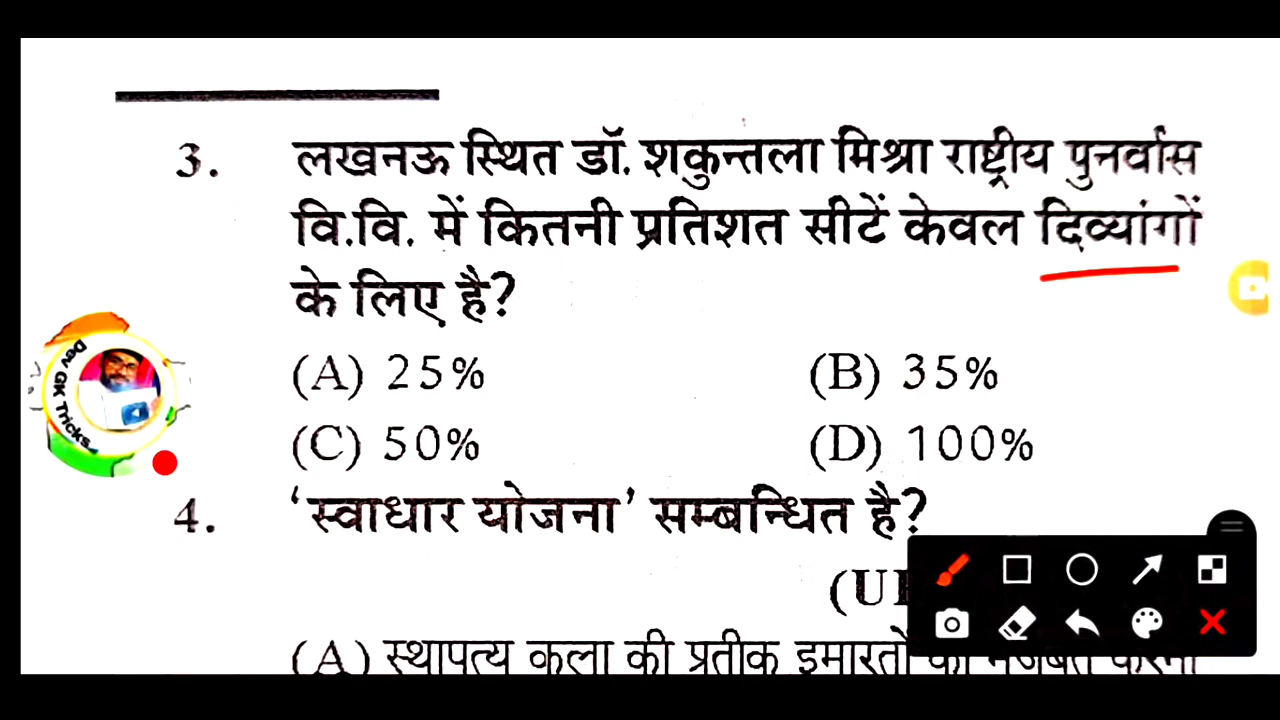 3. लखनऊ स्थित डॉ. शकुन्तला मिश्रा राष्ट्रीय पुनर्वास
वि.वि. में कितनी प्रतिशत सीटें केवल दिव्यांगों
के लिए है?
(A) 25% (B) 35%
(C) 50% (D) 100%
Dev GK Tricks
4. 'स्वाधार योजना' सम्बन्धित है?
(U
(A) स्थापत्य कला की प्रतीक इमारतों